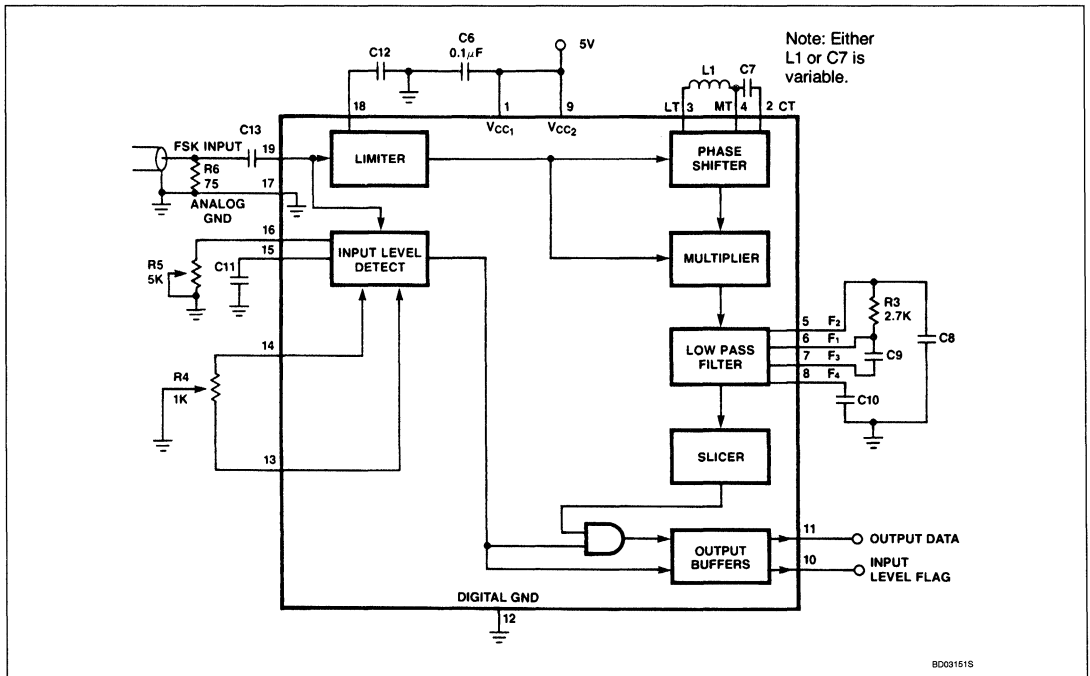 C12
C6
0.1μF
5V
Note: Either
L1 or C7 is
variable.
L1
C7
18
1
9
LT 3
MT 4
2 CT
VCC1
VCC2
C13
FSK INPUT
19
LIMITER
PHASE
SHIFTER
R6
75
17
ANALOG
GND
16
15
INPUT LEVEL
DETECT
MULTIPLIER
R5
5K
C11
R3
2.7K
5 F2
6 F1
7 F3
8 F4
C8
C9
C10
LOW PASS
FILTER
14
R4
1K
13
SLICER
11
OUTPUT DATA
OUTPUT
BUFFERS
10
INPUT
LEVEL FLAG
DIGITAL GND
12
BD03151S